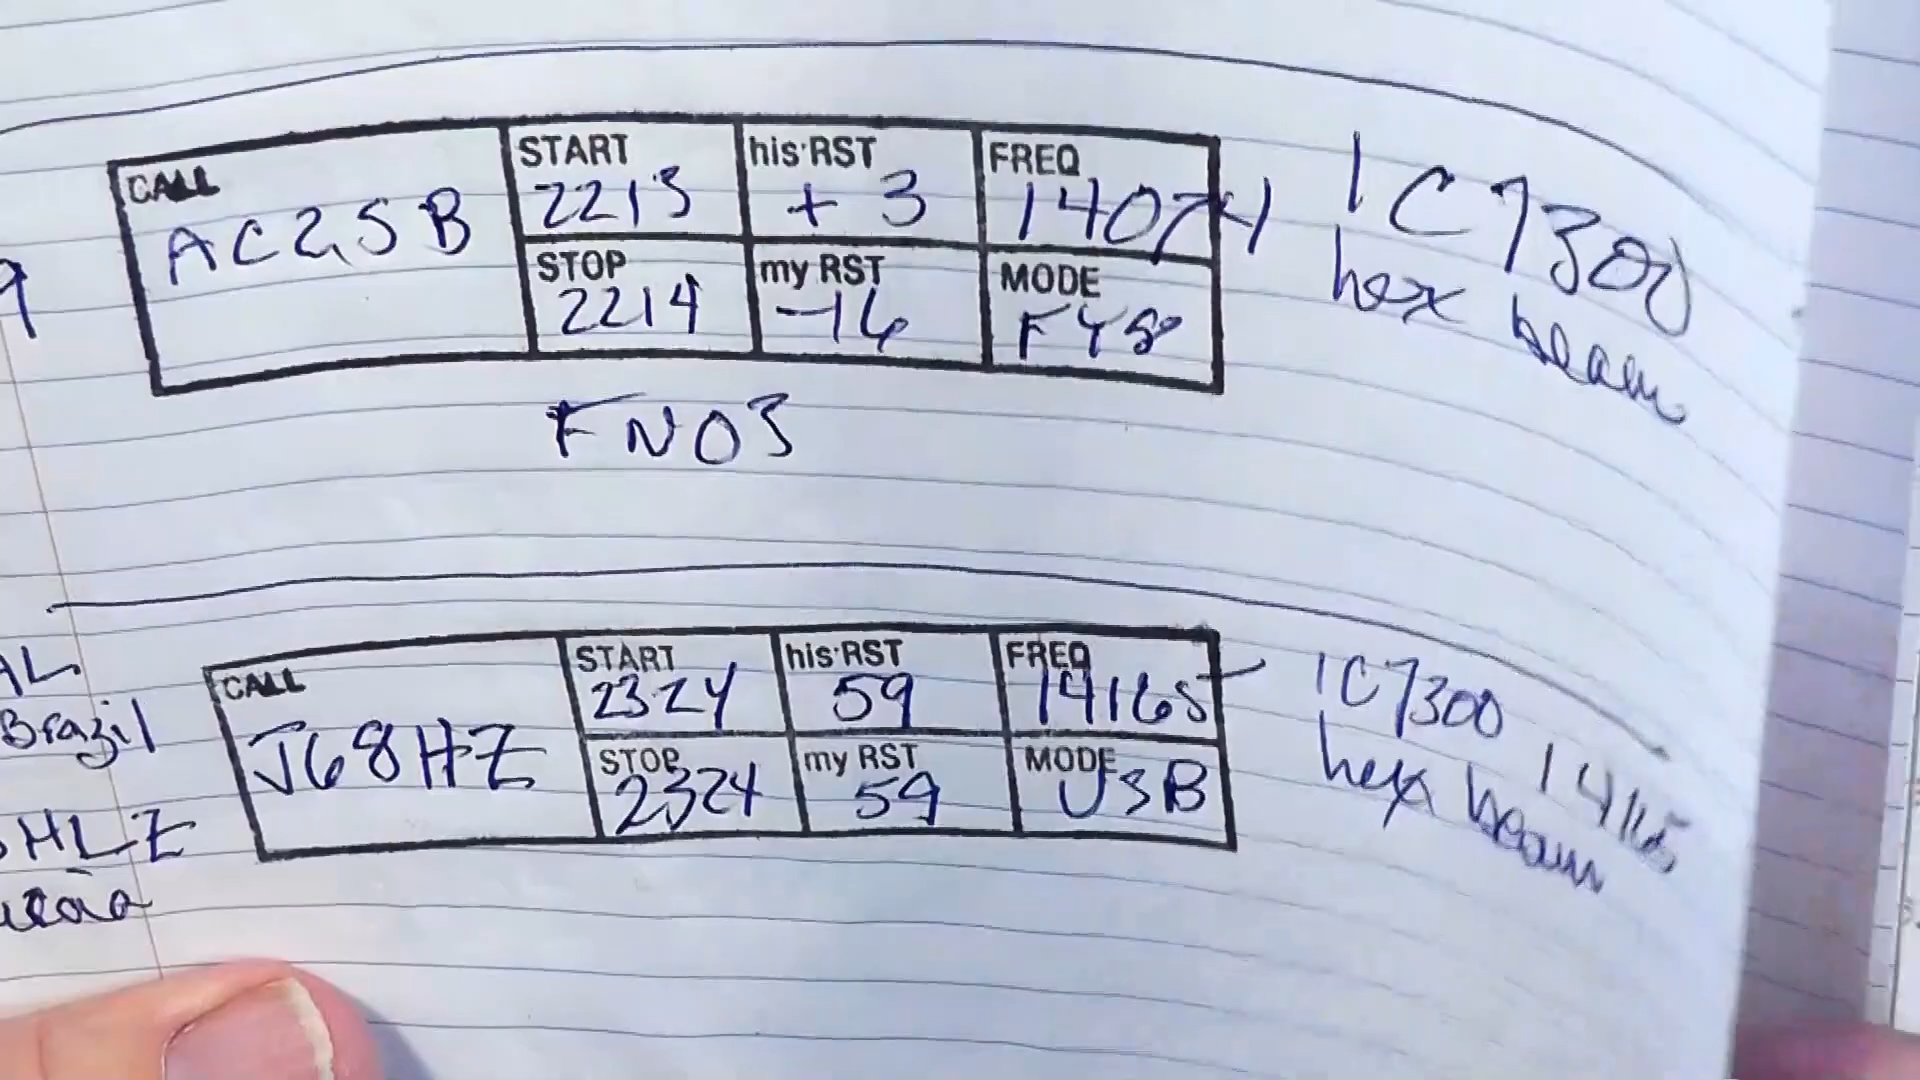 CALL START his·RST FREQ
AC2SB 2213 + 3 14074 IC7300
STOP my RST MODE hex beam
2214 -16 FT8
9
FN03
CALL START his·RST FREQ
2324 59 14165 IC7300
AL
Brazil
J68HZ STOP my RST MODE hex beam 14165
2324 59 USB
HLZ